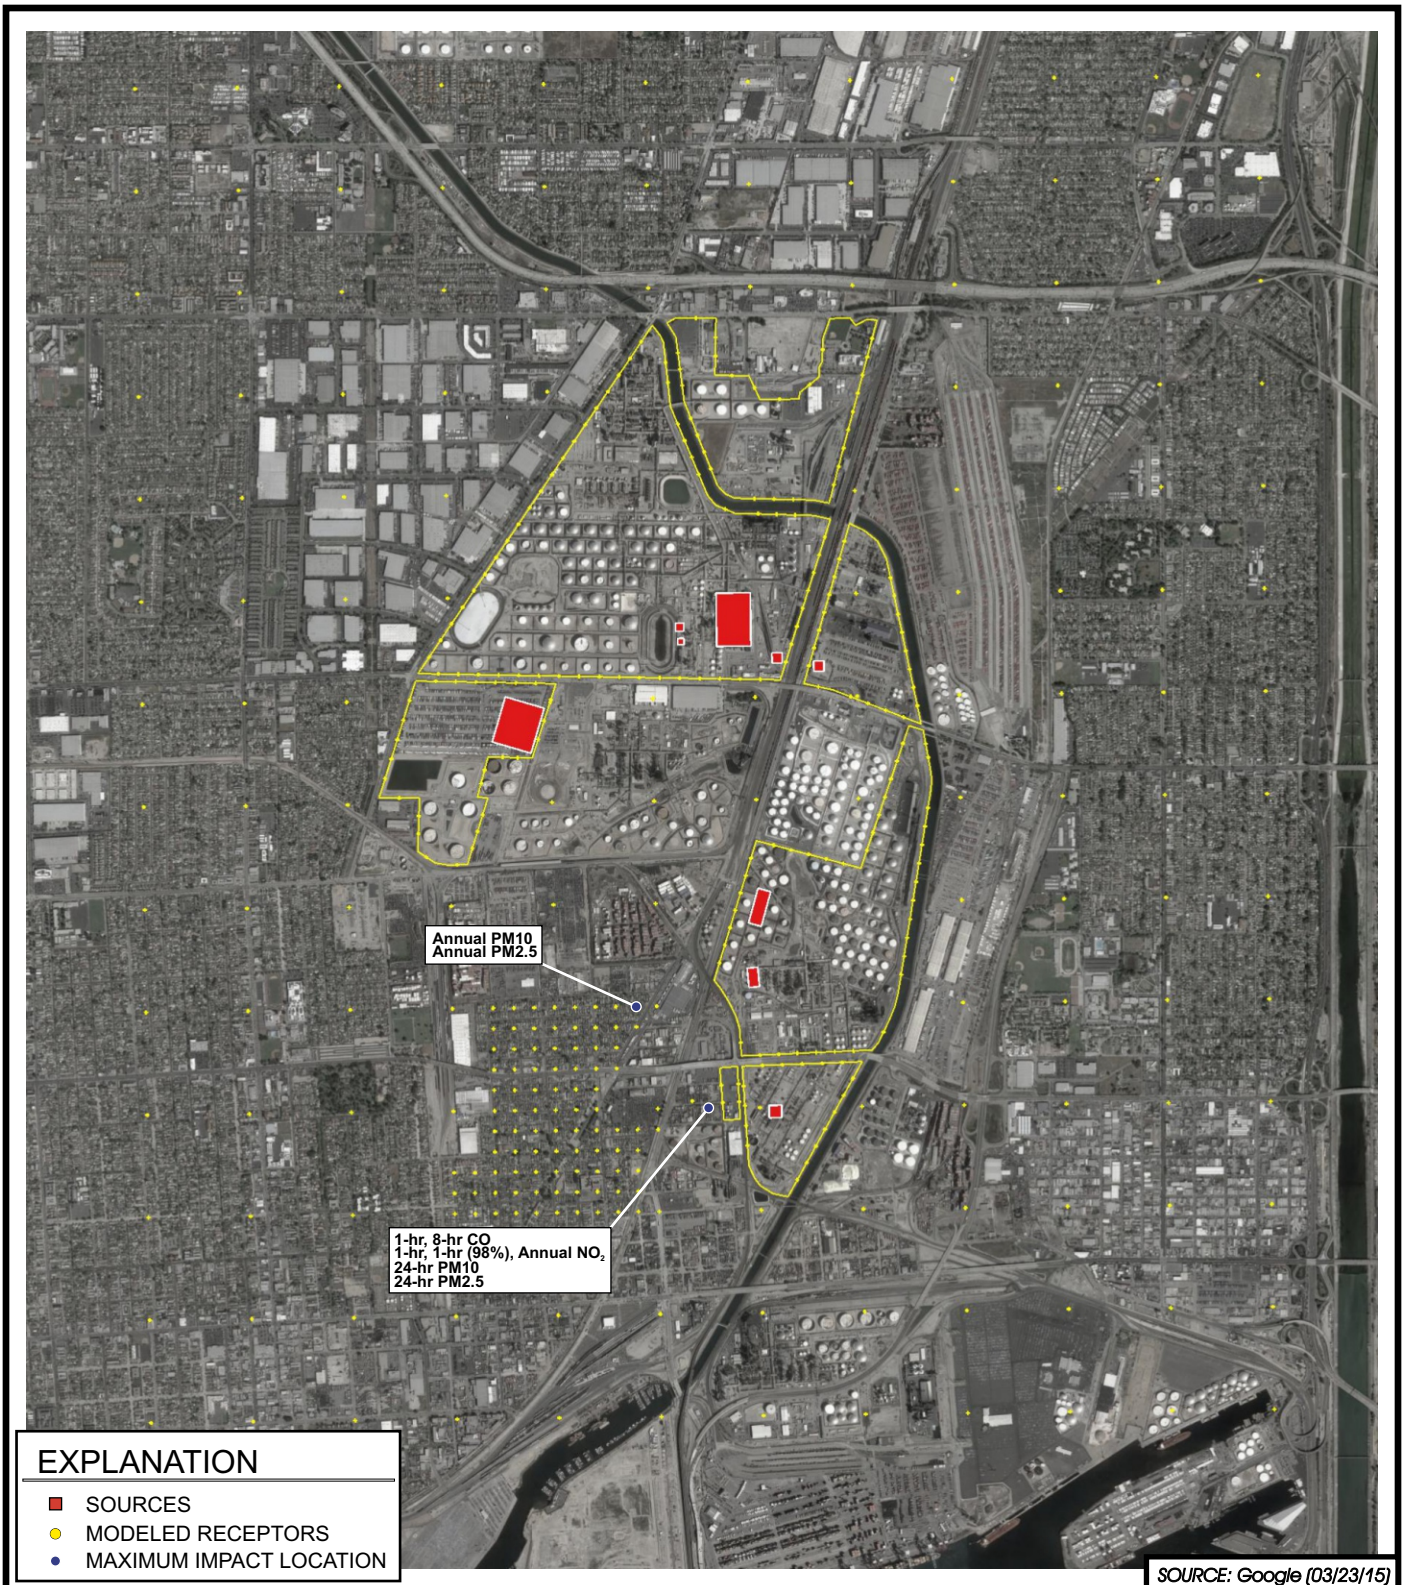 Annual PM10
Annual PM2.5
1-hr, 8-hr CO
1-hr, 1-hr (98%), Annual NO₂
24-hr PM10
24-hr PM2.5
EXPLANATION
SOURCES
MODELED RECEPTORS
MAXIMUM IMPACT LOCATION
SOURCE: Google (03/23/15)